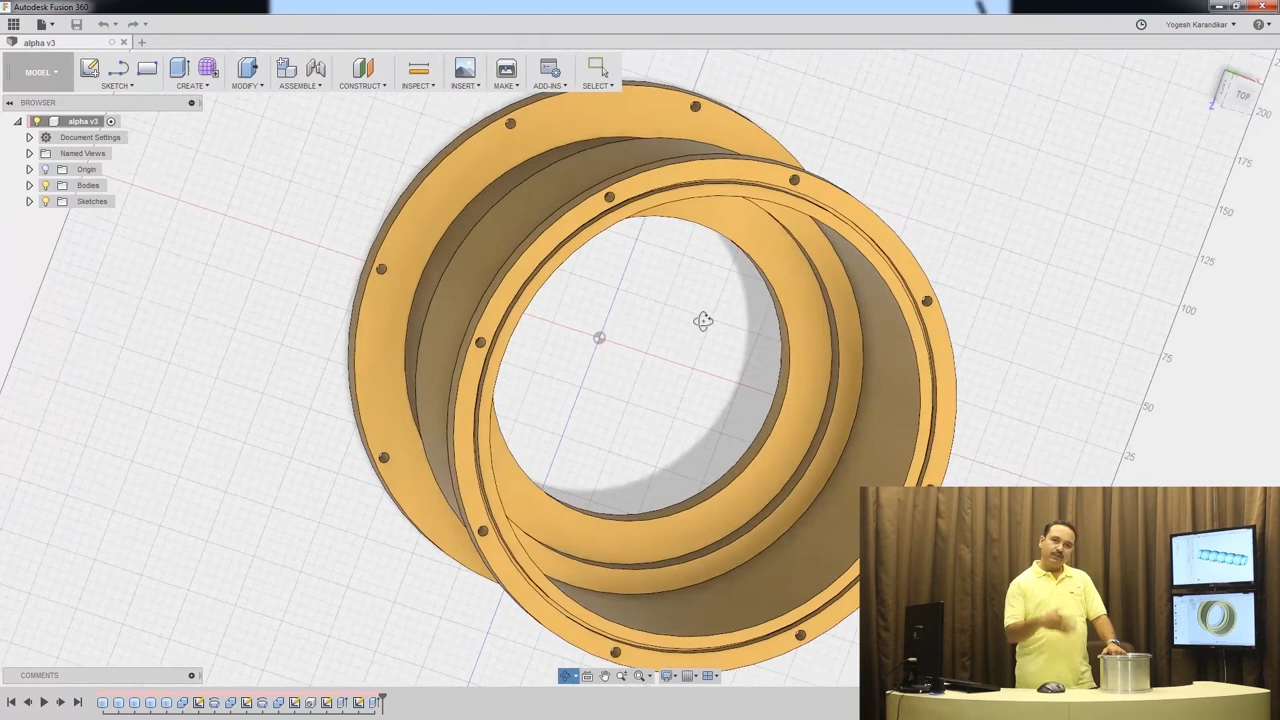 Autodesk Fusion 360
Yogesh Karandikar
alpha v3
MODEL
SKETCH
CREATE
MODIFY
ASSEMBLE
CONSTRUCT
INSPECT
INSERT
MAKE
ADD-INS
SELECT
BROWSER
alpha v3
Document Settings
Named Views
Origin
Bodies
Sketches
TOP
200
175
150
125
100
75
50
25
COMMENTS